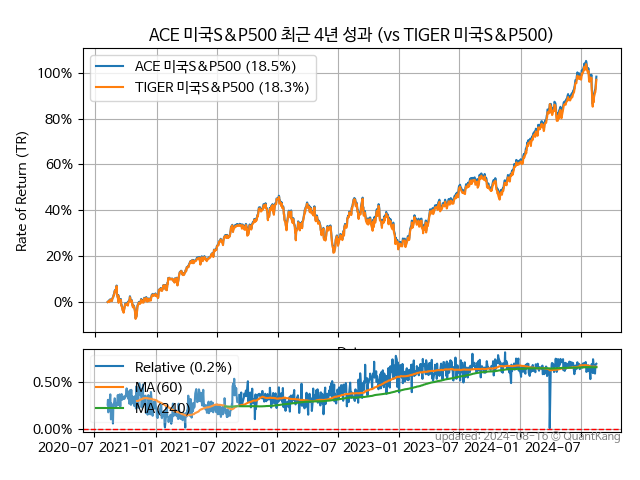 ACE 미국S&P500 최근 4년 성과 (vs TIGER 미국S&P500)
ACE 미국S&P500 (18.5%)
TIGER 미국S&P500 (18.3%)
Rate of Return (TR)
100%
80%
60%
40%
20%
0%
Relative (0.2%)
MA(60)
MA(240)
0.50%
0.00%
updated: 2024-08-16 © QuantKang
2020-07 2021-01 2021-07 2022-01 2022-07 2023-01 2023-07 2024-01 2024-07